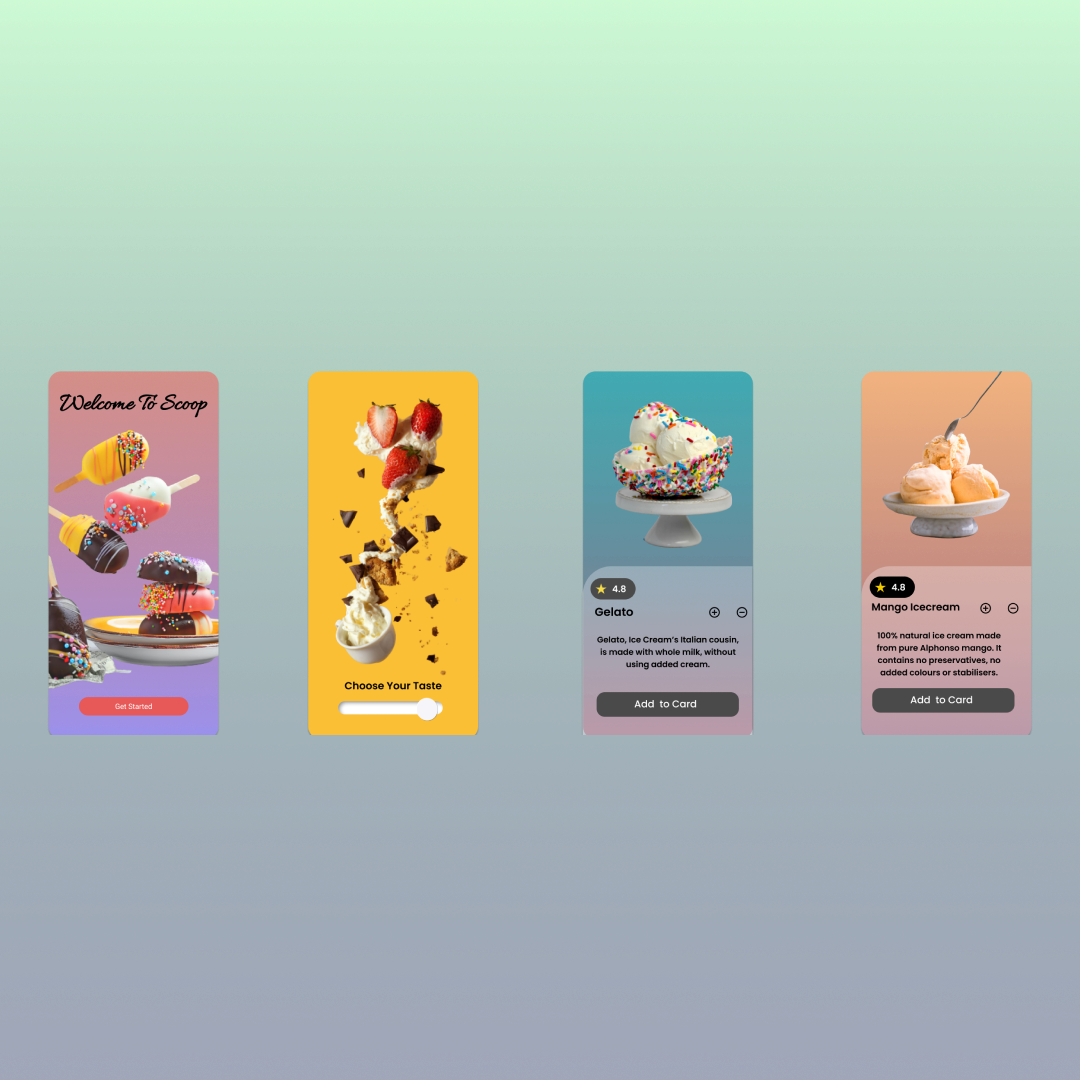 Welcome To Scoop
Get Started
Choose Your Taste
4.8
Gelato
Gelato, Ice Cream’s Italian cousin,
is made with whole milk, without
using added cream.
Add to Card
4.8
Mango Icecream
100% natural ice cream made
from pure Alphonso mango. It
contains no preservatives, no
added colours or stabilisers.
Add to Card